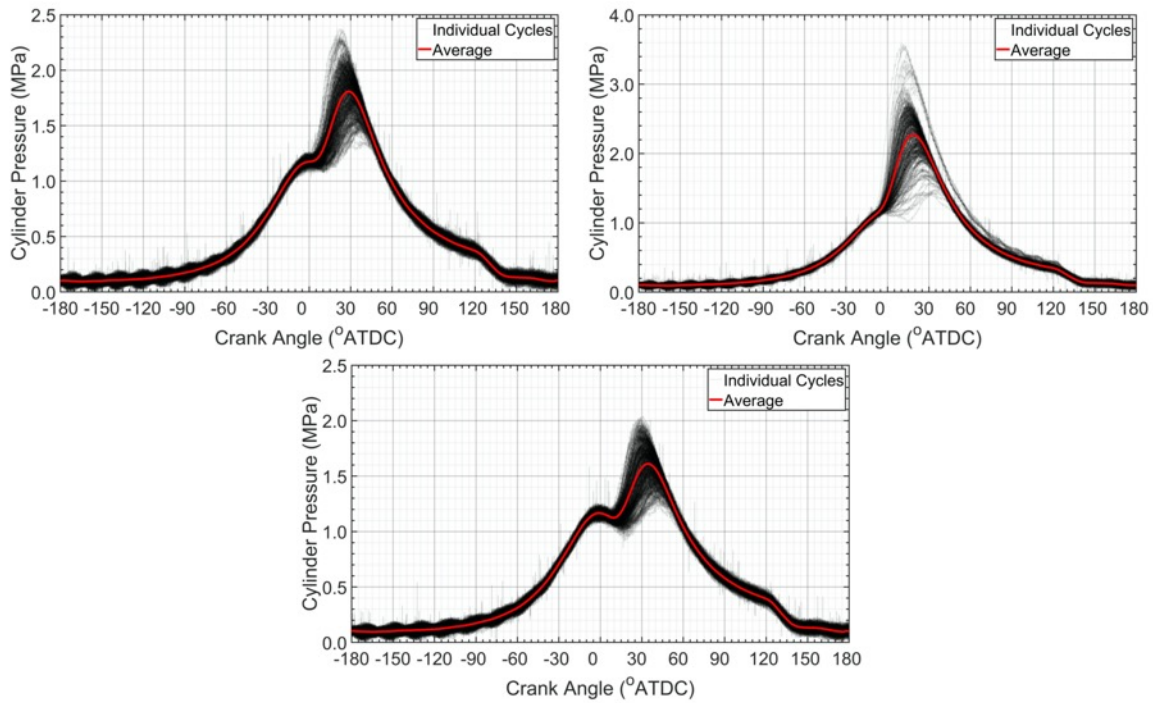 2.5
2.0
1.5
1.0
0.5
0.0
Cylinder Pressure (MPa)
-180 -150 -120 -90 -60 -30 0 30 60 90 120 150 180
Crank Angle (°ATDC)
Individual Cycles
Average
4.0
3.0
2.0
1.0
0.0
Cylinder Pressure (MPa)
-180 -150 -120 -90 -60 -30 0 30 60 90 120 150 180
Crank Angle (°ATDC)
Individual Cycles
Average
2.5
2.0
1.5
1.0
0.5
0.0
Cylinder Pressure (MPa)
-180 -150 -120 -90 -60 -30 0 30 60 90 120 150 180
Crank Angle (°ATDC)
Individual Cycles
Average